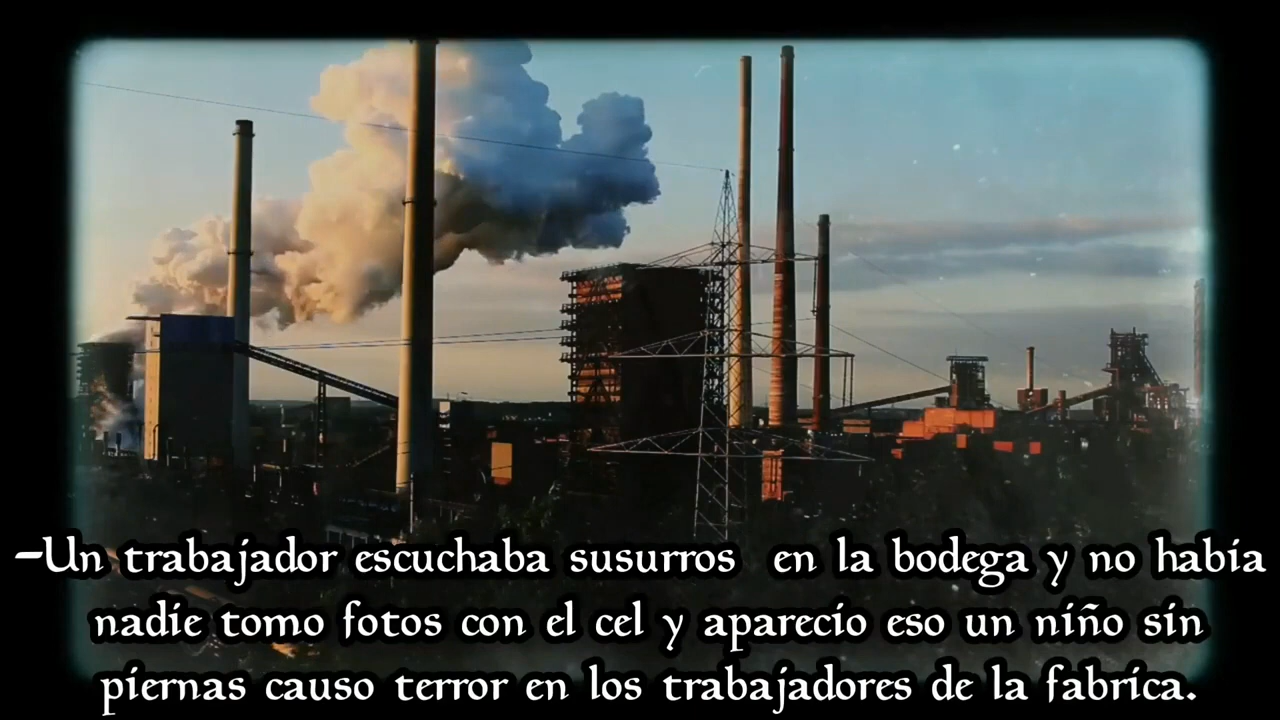 -Un trabajador escuchaba susurros en la bodega y no había
nadie tomo fotos con el cel y aparecio eso un niño sin
piernas causo terror en los trabajadores de la fabrica.